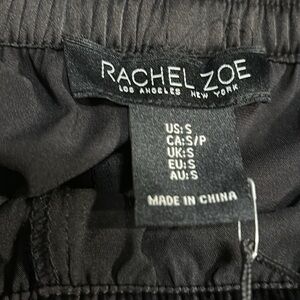 RACHEL ZOE
LOS ANGELES NEW YORK
US:S
CA:S/P
UK:S
EU:S
AU:S
MADE IN CHINA